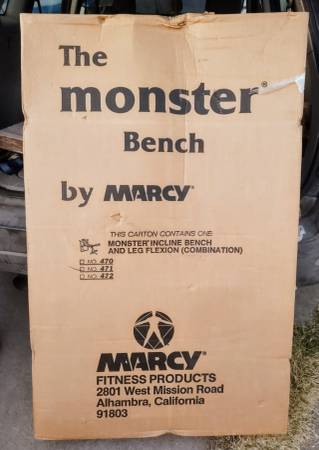 The
monster®
Bench
by MARCY®
THIS CARTON CONTAINS ONE:
MONSTER® INCLINE BENCH
AND LEG FLEXION (COMBINATION)
NO. 470
NO. 471
NO. 472
MARCY®
FITNESS PRODUCTS
2801 West Mission Road
Alhambra, California
91803